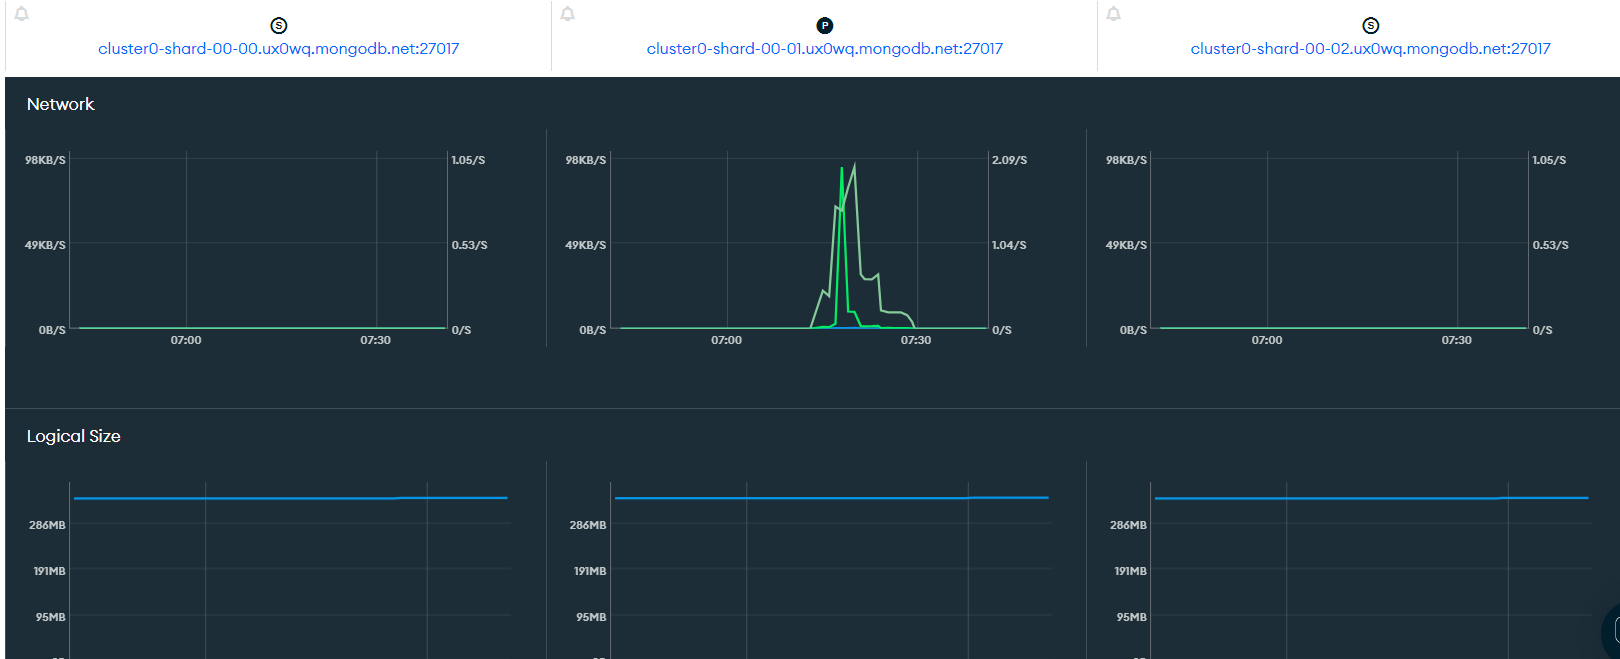 S
P
S
cluster0-shard-00-00.ux0wq.mongodb.net:27017
cluster0-shard-00-01.ux0wq.mongodb.net:27017
cluster0-shard-00-02.ux0wq.mongodb.net:27017
Network
98KB/S
49KB/S
0B/S
1.05/S
0.53/S
0/S
07:00
07:30
98KB/S
49KB/S
0B/S
2.09/S
1.04/S
0/S
07:00
07:30
98KB/S
49KB/S
0B/S
1.05/S
0.53/S
0/S
07:00
07:30
Logical Size
286MB
191MB
95MB
286MB
191MB
95MB
286MB
191MB
95MB